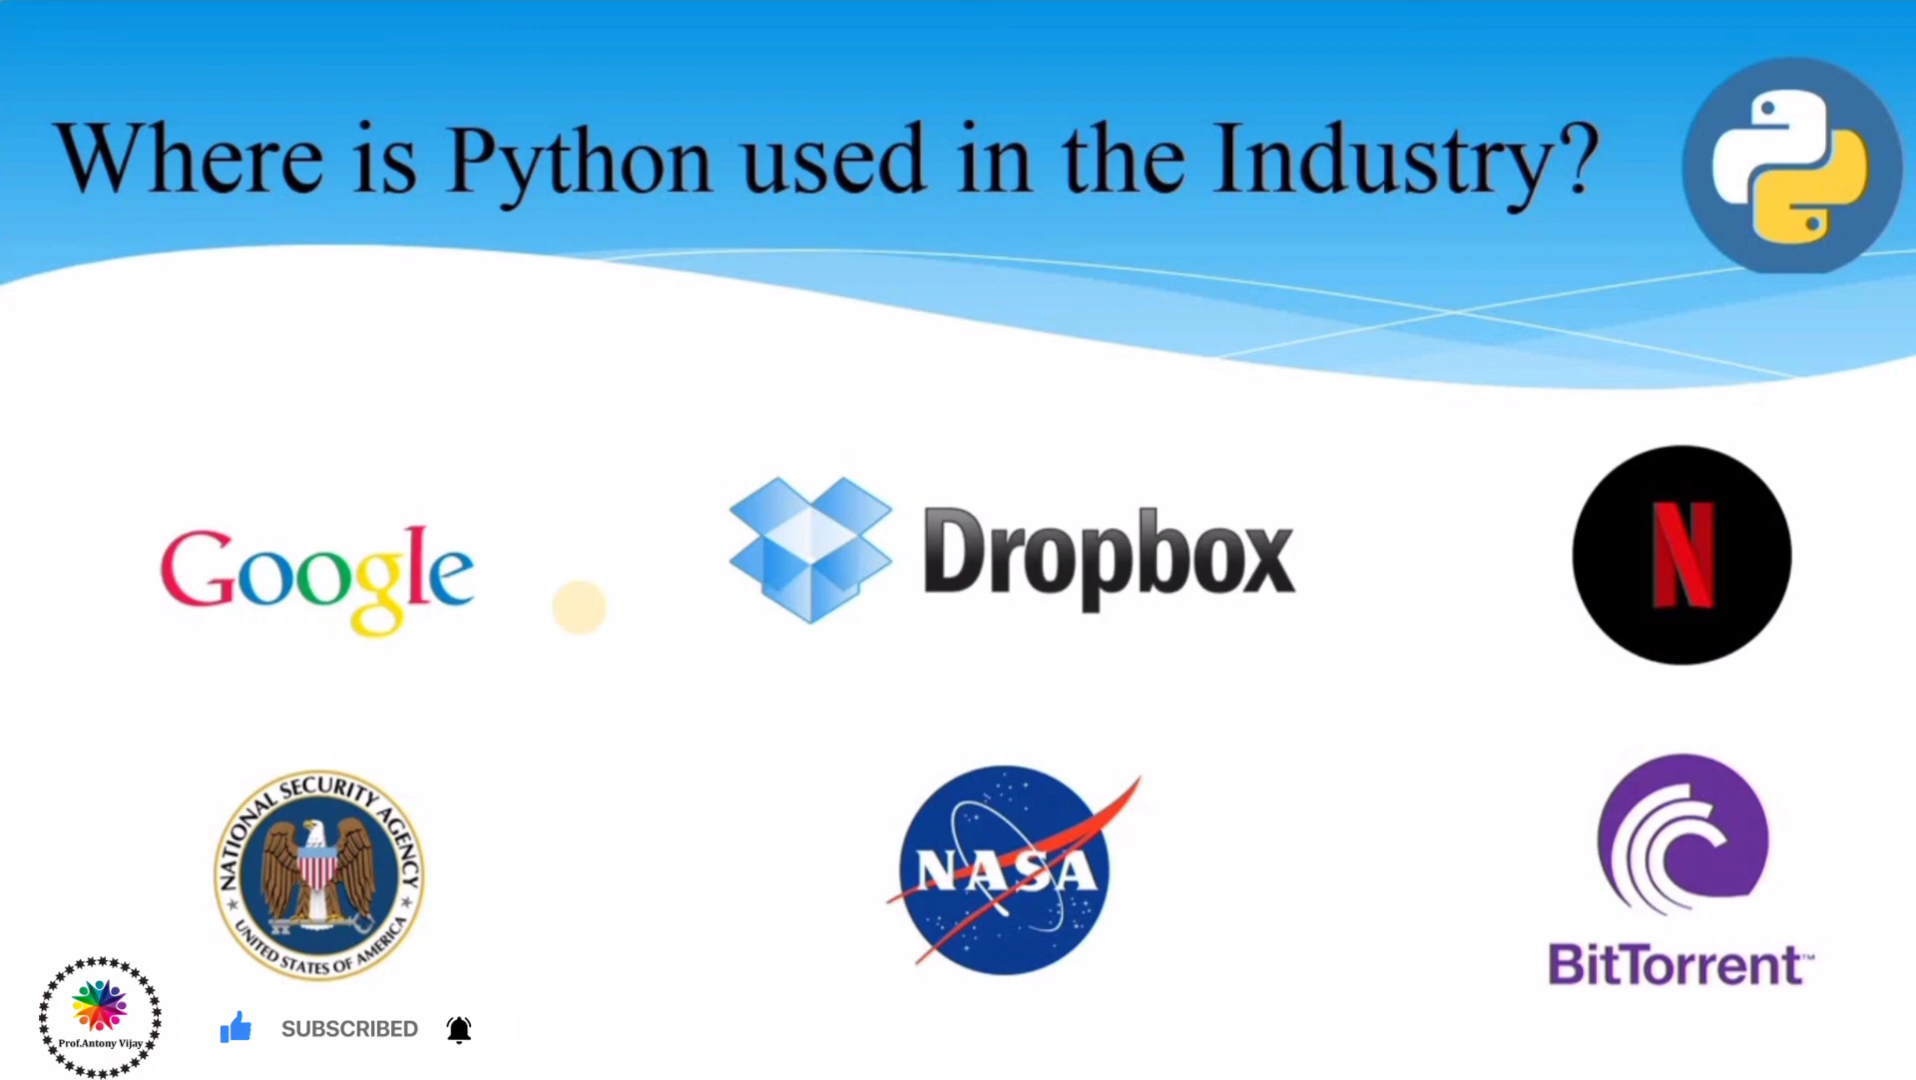 Where is Python used in the Industry?
Google
Dropbox
N
NATIONAL SECURITY AGENCY
UNITED STATES OF AMERICA
NASA
BitTorrent™
Prof.Antony Vijay
SUBSCRIBED